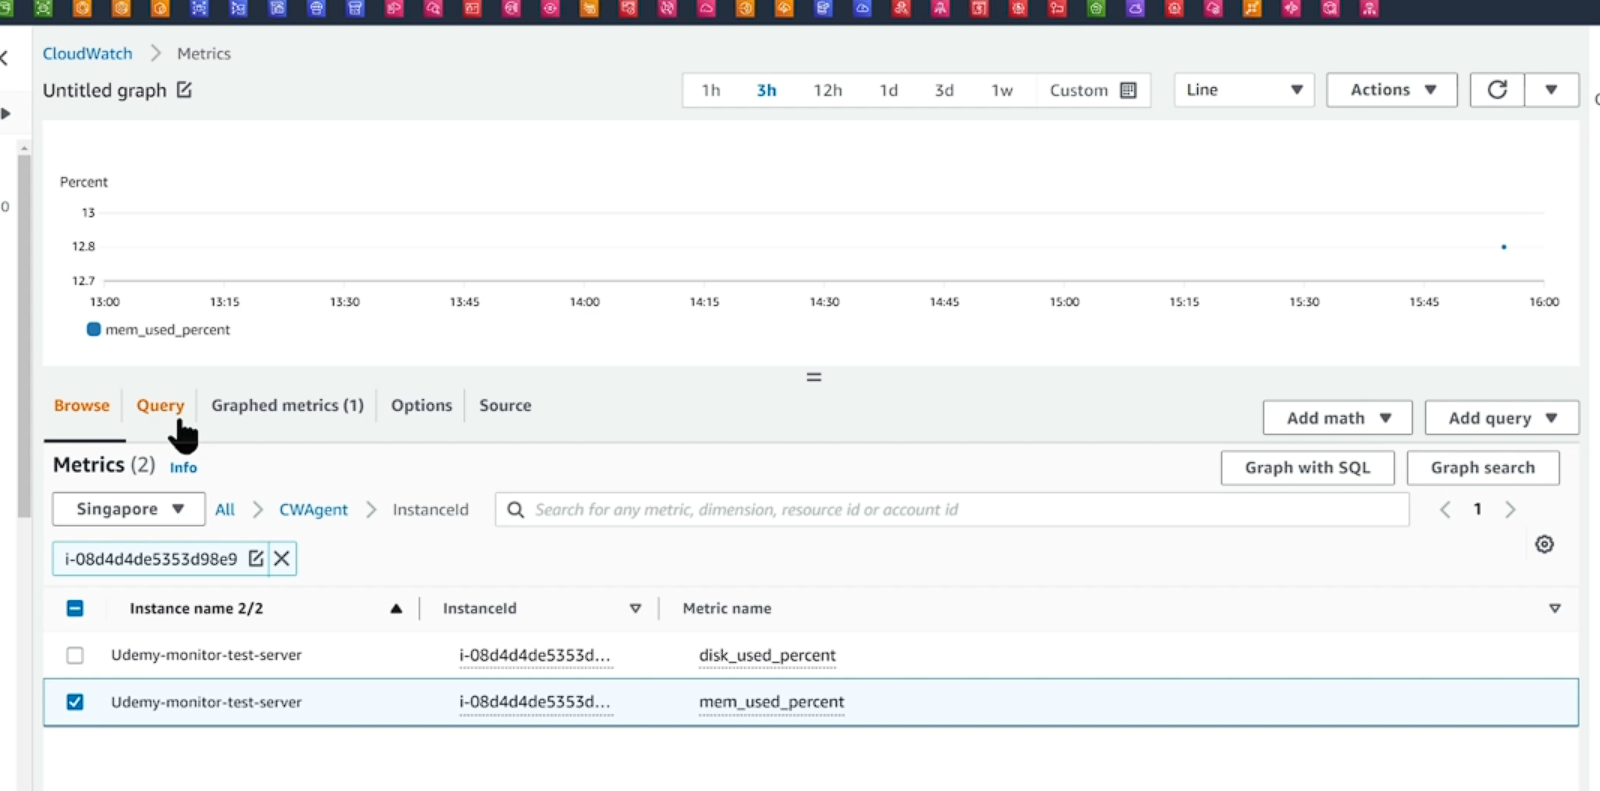 CloudWatch > Metrics
Untitled graph
1h 3h 12h 1d 3d 1w Custom Line Actions
Percent
13
12.8
12.7
13:00 13:15 13:30 13:45 14:00 14:15 14:30 14:45 15:00 15:15 15:30 15:45 16:00
mem_used_percent
Browse Query Graphed metrics (1) Options Source
Add math Add query
Metrics (2) Info
Graph with SQL Graph search
Singapore All > CWAgent > InstanceId Search for any metric, dimension, resource id or account id 1
i-08d4d4de5353d98e9
Instance name 2/2 InstanceId Metric name
Udemy-monitor-test-server i-08d4d4de5353d... disk_used_percent
Udemy-monitor-test-server i-08d4d4de5353d... mem_used_percent